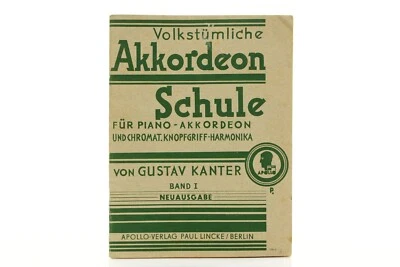 Volkstümliche
Akkordeon
Schule
FÜR PIANO-AKKORDEON
UND CHROMAT. KNOPFGRIFF-HARMONIKA
VON GUSTAV KANTER
BAND I
NEUAUSGABE
APOLLO
P.
APOLLO-VERLAG PAUL LINCKE/BERLIN